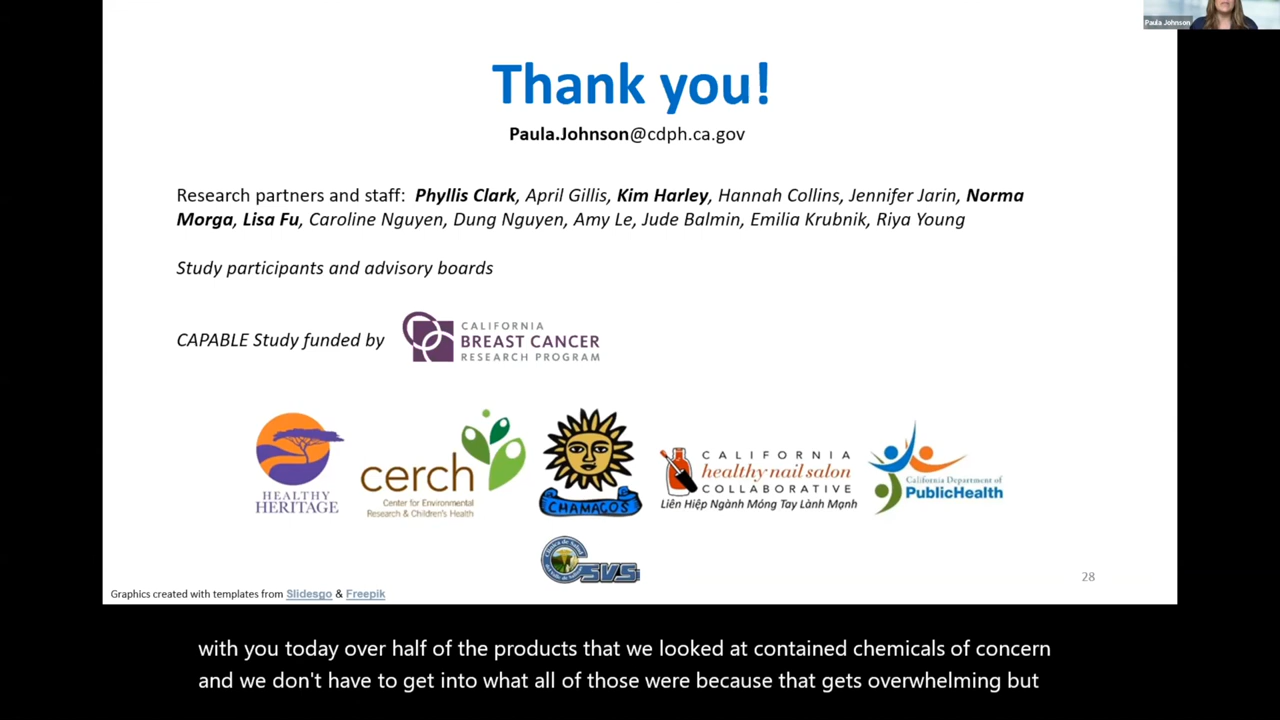 Paula Johnson
Thank you!
Paula.Johnson@cdph.ca.gov
Research partners and staff: Phyllis Clark, April Gillis, Kim Harley, Hannah Collins, Jennifer Jarin, Norma
Morga, Lisa Fu, Caroline Nguyen, Dung Nguyen, Amy Le, Jude Balmin, Emilia Krubnik, Riya Young
Study participants and advisory boards
CAPABLE Study funded by
CALIFORNIA
BREAST CANCER
RESEARCH PROGRAM
HEALTHY
HERITAGE
cerch
Center for Environmental
Research & Children's Health
CHAMACOS
CALIFORNIA
healthy nail salon
COLLABORATIVE
Liên Hiệp Ngành Móng Tay Lành Mạnh
California Department of
PublicHealth
Clinica de Salud
CSVS
28
Graphics created with templates from Slidesgo & Freepik
with you today over half of the products that we looked at contained chemicals of concern
and we don't have to get into what all of those were because that gets overwhelming but